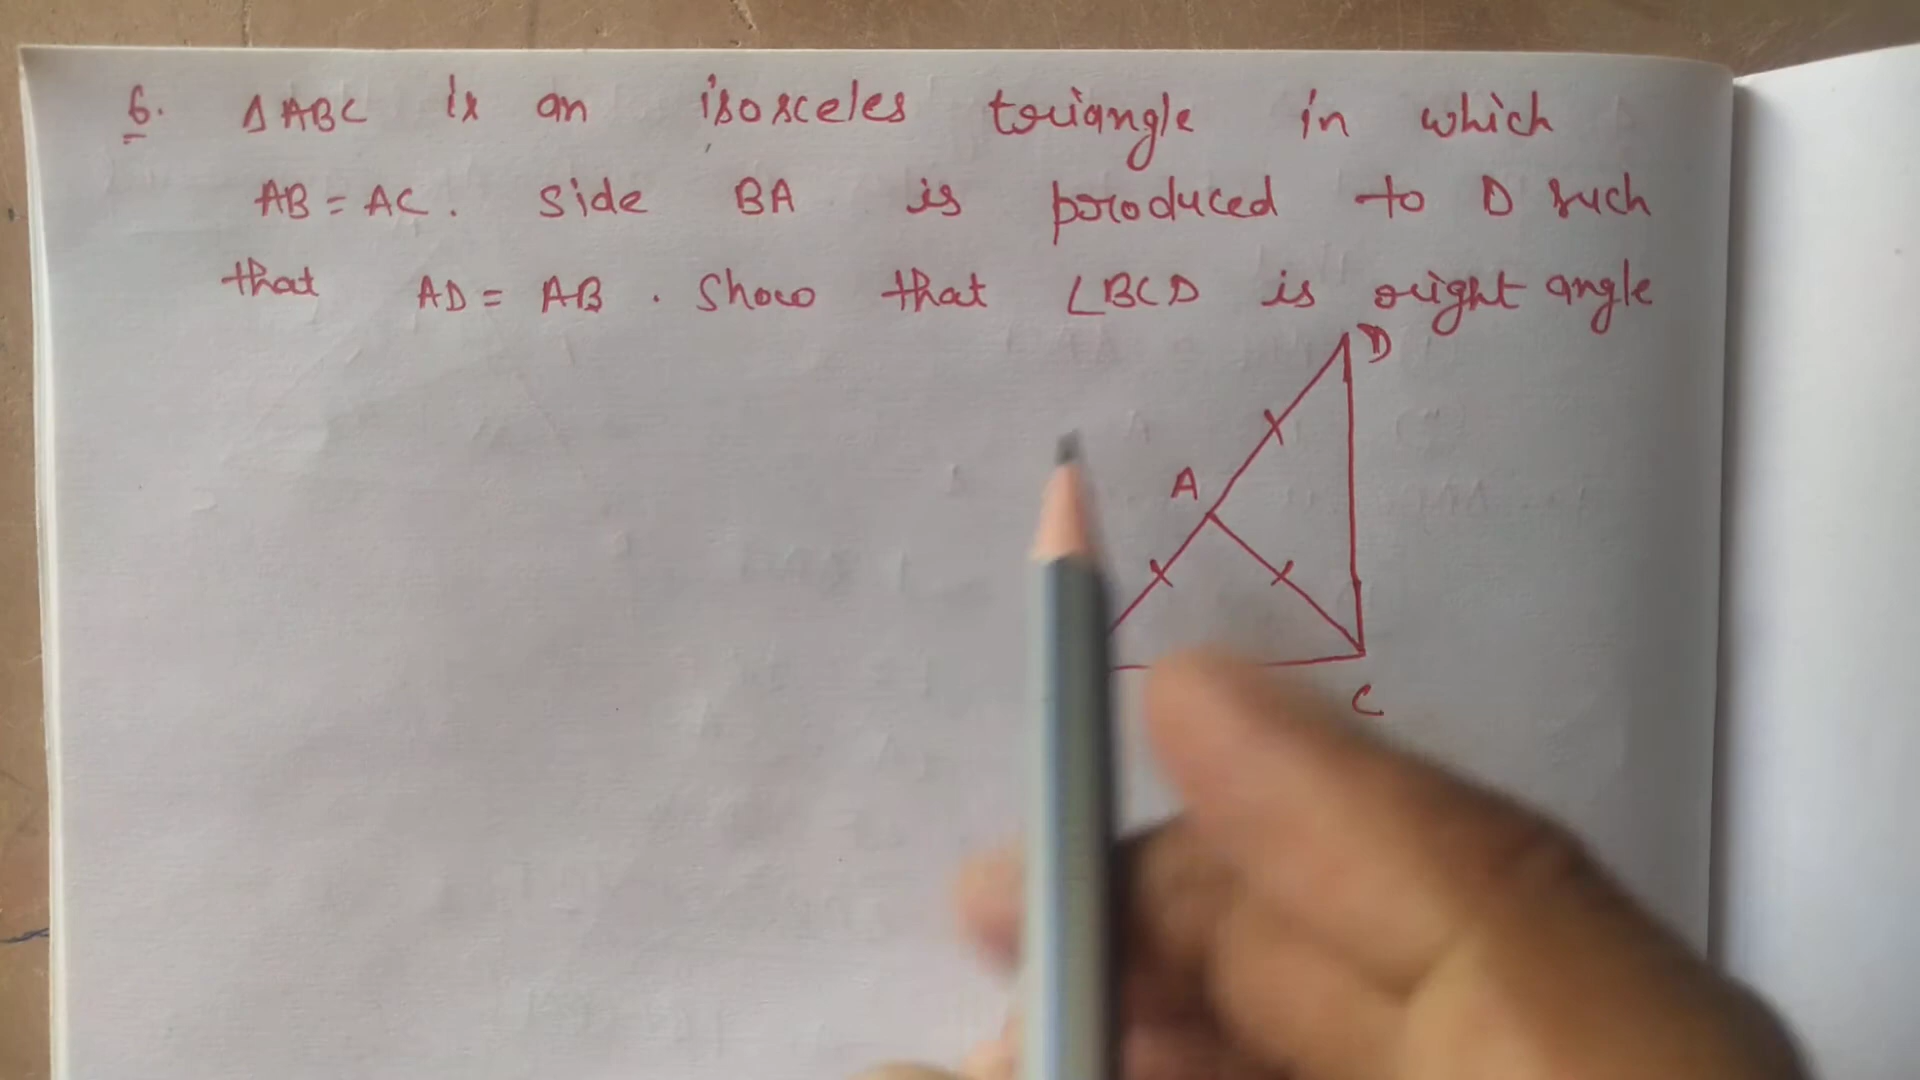 6. ΔABC is an isosceles triangle in which
AB = AC. Side BA is produced to D such
that AD = AB. Show that ∠BCD is right angle
D
A
C